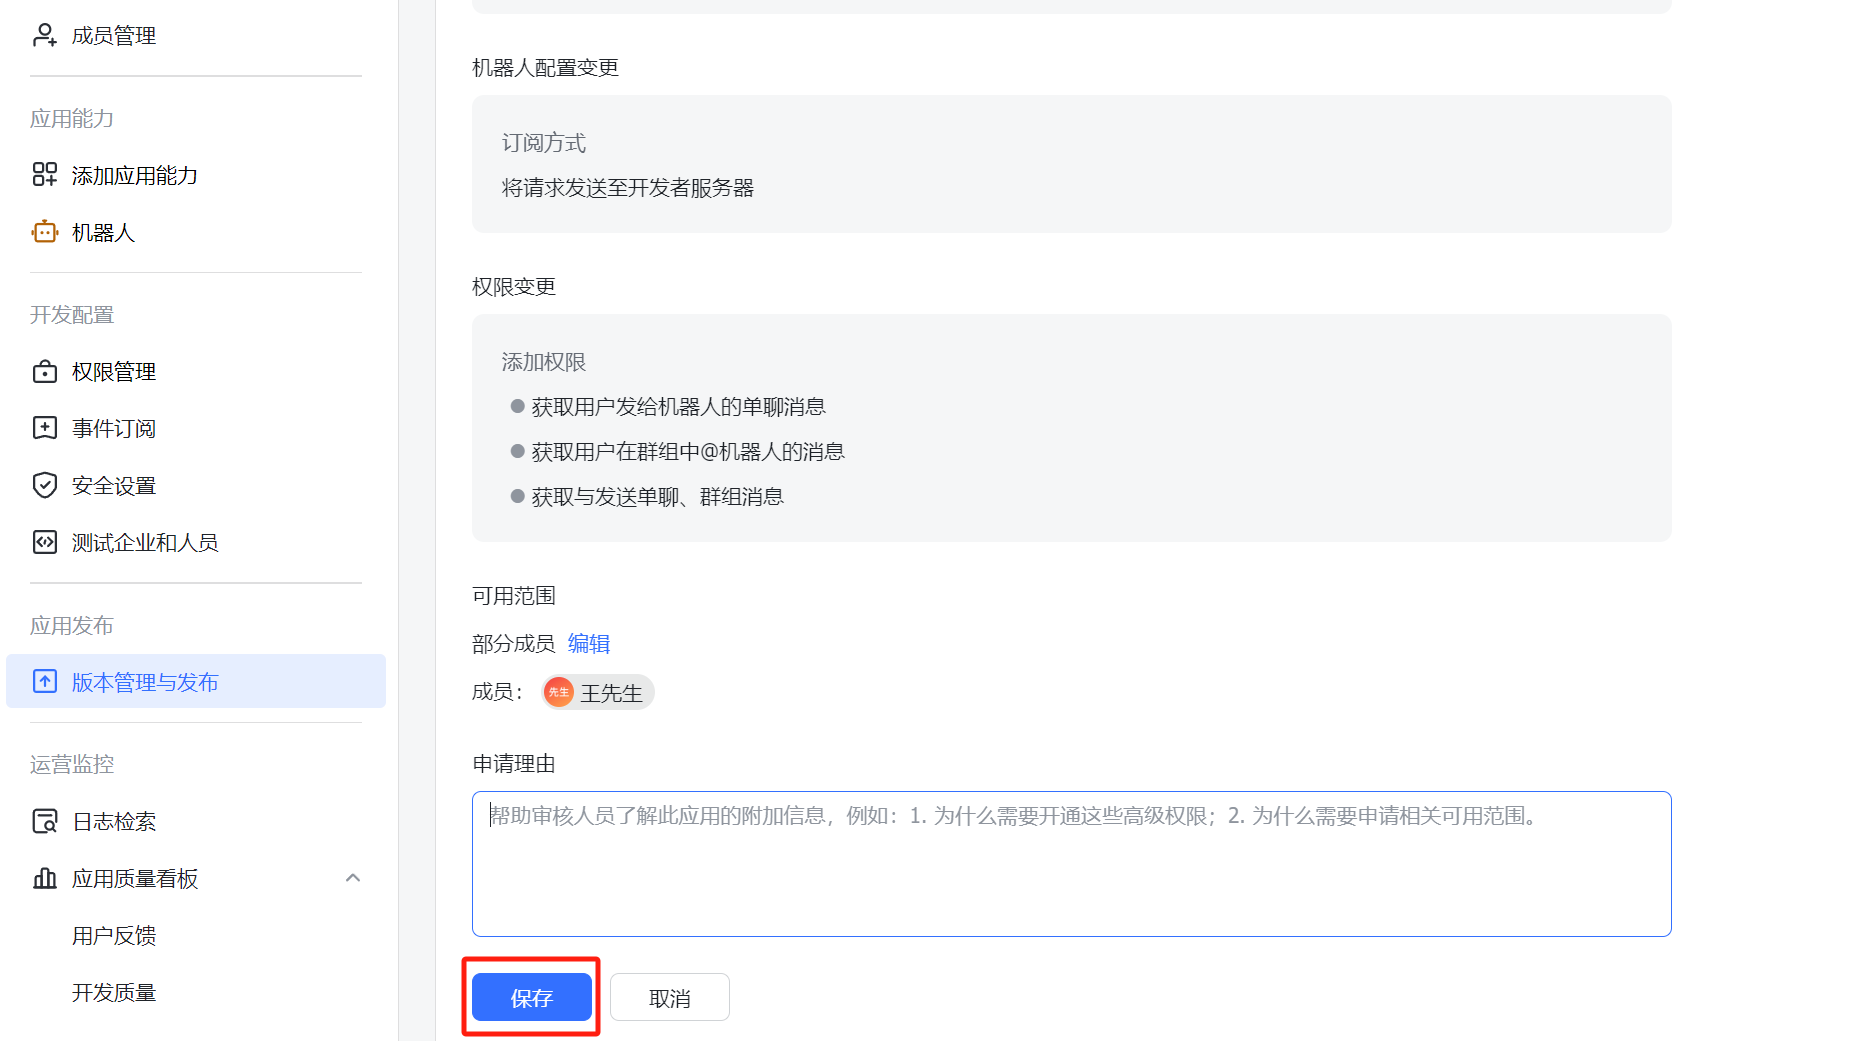 成员管理
应用能力
添加应用能力
机器人
开发配置
权限管理
事件订阅
安全设置
测试企业和人员
应用发布
版本管理与发布
运营监控
日志检索
应用质量看板
用户反馈
开发质量
机器人配置变更
订阅方式
将请求发送至开发者服务器
权限变更
添加权限
获取用户发给机器人的单聊消息
获取用户在群组中@机器人的消息
获取与发送单聊、群组消息
可用范围
部分成员 编辑
成员： 先生 王先生
申请理由
帮助审核人员了解此应用的附加信息，例如：1. 为什么需要开通这些高级权限；2. 为什么需要申请相关可用范围。
保存 取消